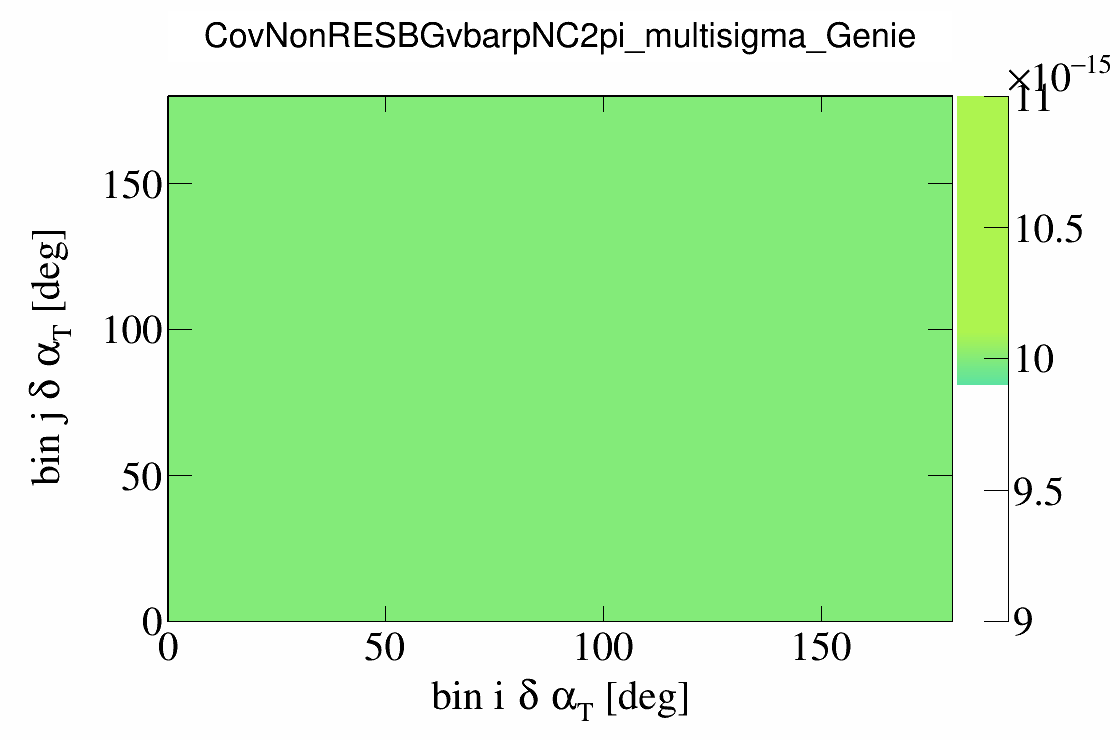 CovNonRESBGvbarpNC2pi_multisigma_Genie
×10⁻¹⁵
11
10.5
10
9.5
9
150
100
50
0
0 50 100 150
bin j δ α_T [deg]
bin i δ α_T [deg]